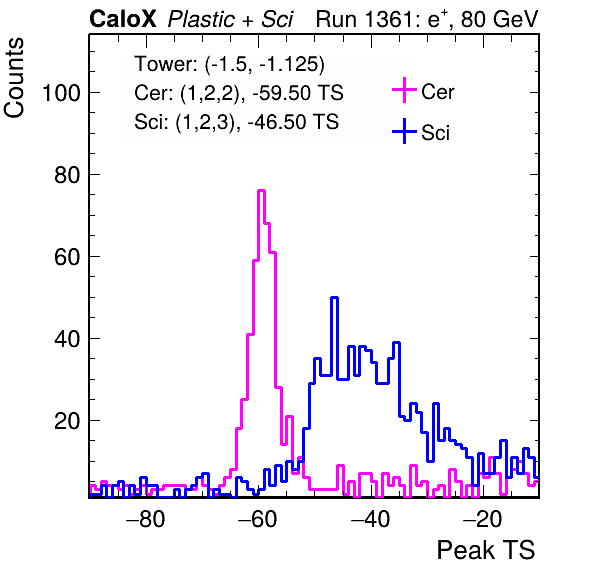 CaloX Plastic + Sci Run 1361: e+, 80 GeV
Tower: (-1.5, -1.125)
Cer: (1,2,2), -59.50 TS
Sci: (1,2,3), -46.50 TS
Cer
Sci
Counts
100
80
60
40
20
−80 −60 −40 −20
Peak TS